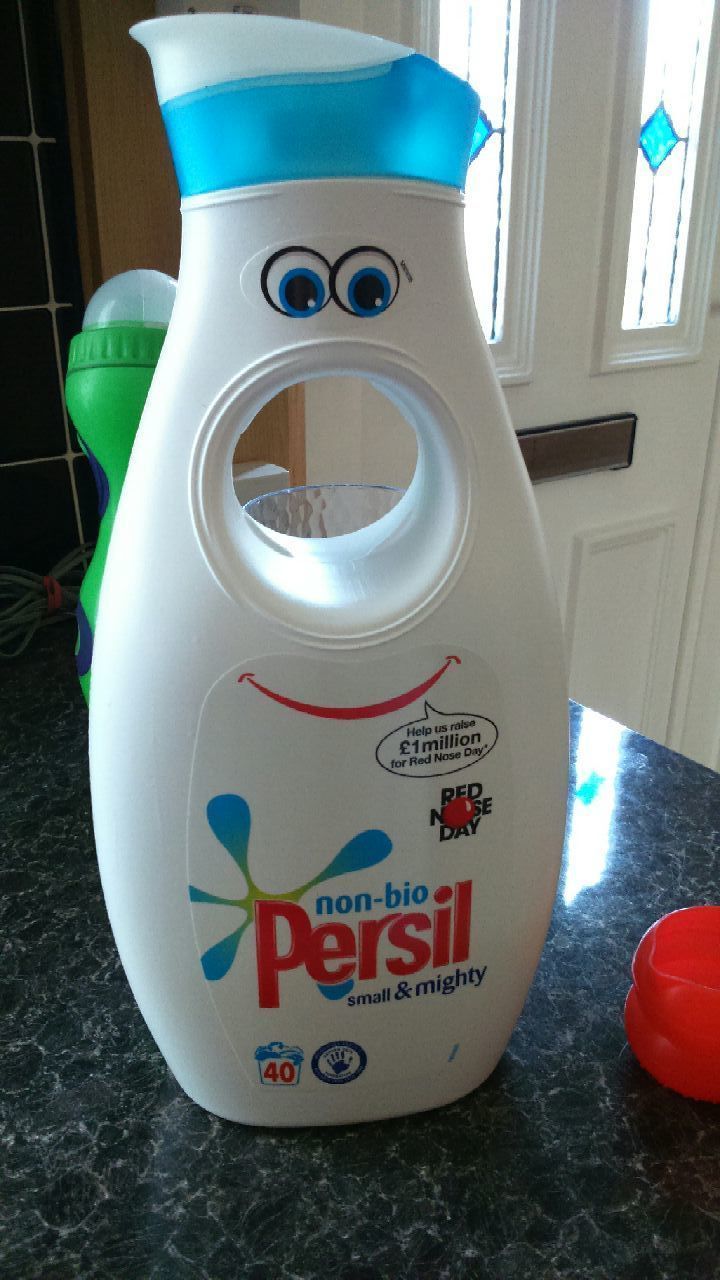 Help us raise
£1million
for Red Nose Day*
RED
NOSE
DAY
non-bio
Persil
small & mighty
40